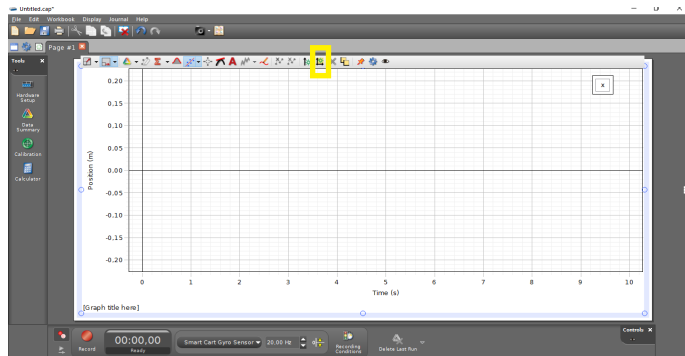 Untitled.cap*
File Edit Workbook Display Journal Help
Page #1
Tools
Hardware
Setup
Data
Summary
Calibration
Calculator
0,20
0,15
0,10
0,05
0,00
-0,05
-0,10
-0,15
-0,20
Position (m)
x
0 1 2 3 4 5 6 7 8 9 10
Time (s)
[Graph title here]
Controls
Record
00:00,00
Ready
Smart Cart Gyro Sensor
20,00 Hz
Recording
Conditions
Delete Last Run